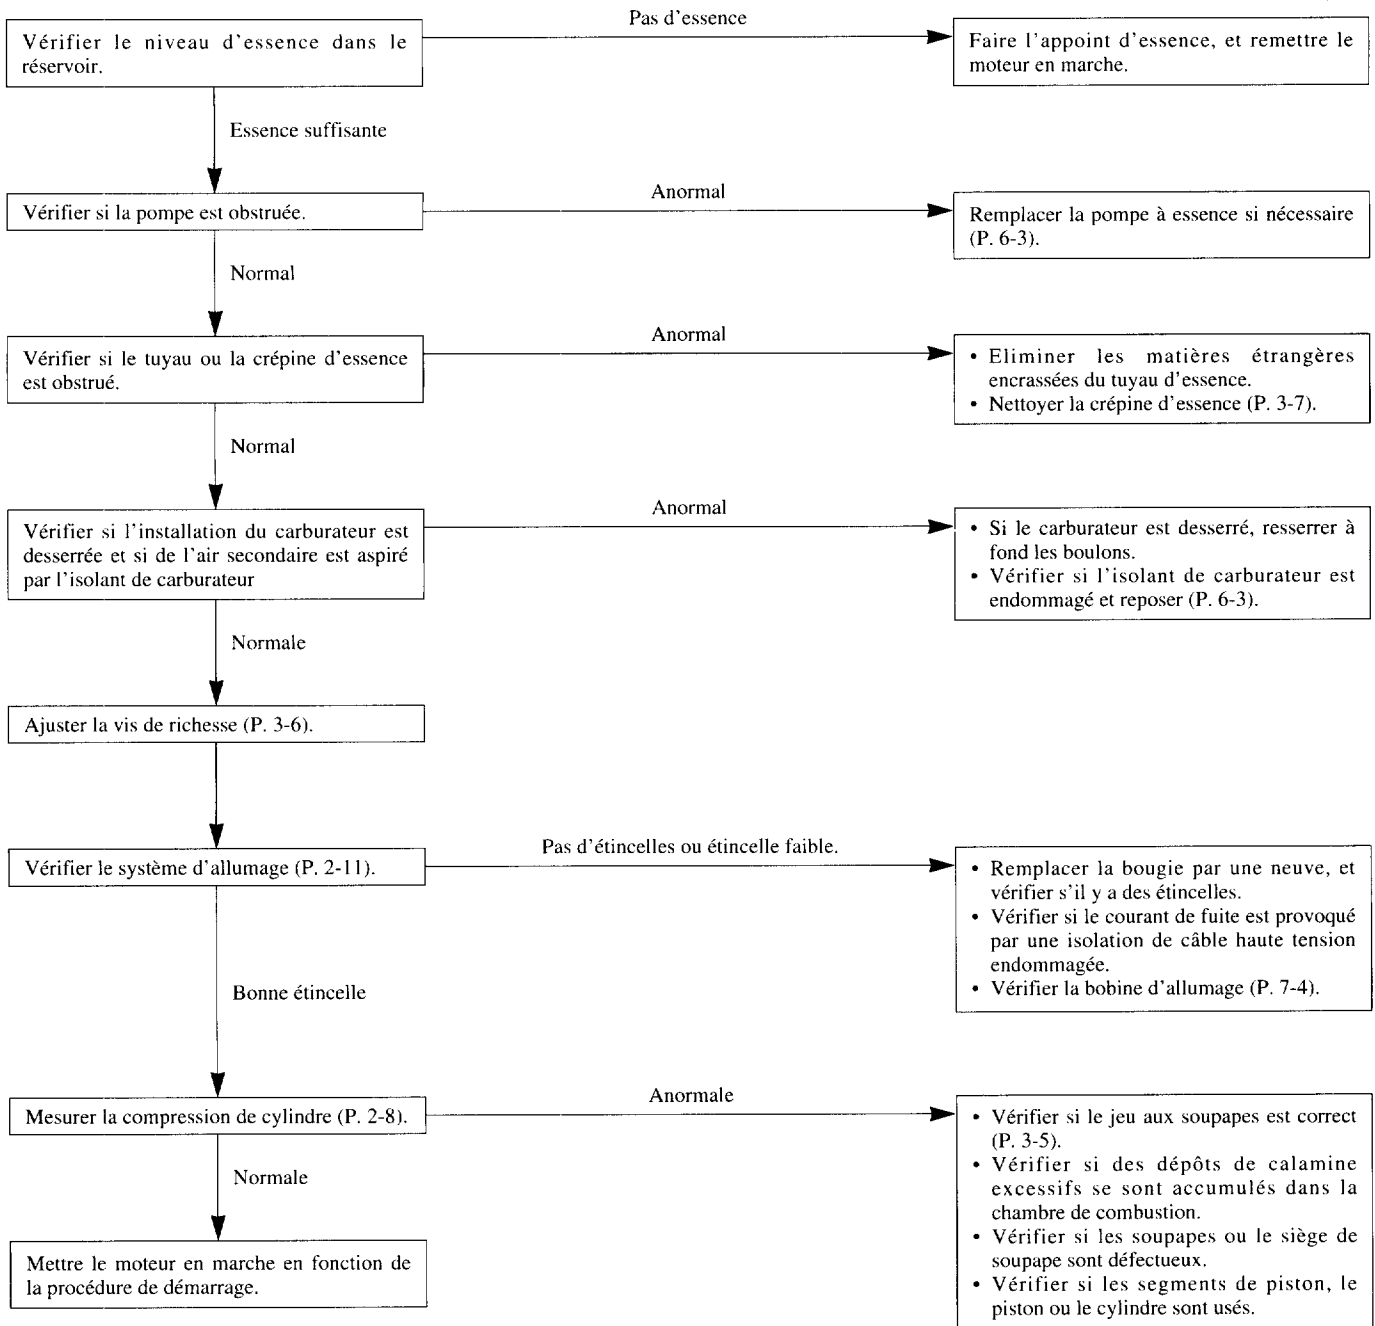 Pas d'essence
Vérifier le niveau d'essence dans le
réservoir.
Faire l'appoint d'essence, et remettre le
moteur en marche.
Essence suffisante
Vérifier si la pompe est obstruée.
Anormal
Remplacer la pompe à essence si nécessaire
(P. 6-3).
Normal
Vérifier si le tuyau ou la crépine d'essence
est obstrué.
Anormal
• Eliminer les matières étrangères
encrassées du tuyau d'essence.
• Nettoyer la crépine d'essence (P. 3-7).
Normal
Vérifier si l'installation du carburateur est
desserrée et si de l'air secondaire est aspiré
par l'isolant de carburateur
Anormal
• Si le carburateur est desserré, resserrer à
fond les boulons.
• Vérifier si l'isolant de carburateur est
endommagé et reposer (P. 6-3).
Normale
Ajuster la vis de richesse (P. 3-6).
Vérifier le système d'allumage (P. 2-11).
Pas d'étincelles ou étincelle faible.
• Remplacer la bougie par une neuve, et
vérifier s'il y a des étincelles.
• Vérifier si le courant de fuite est provoqué
par une isolation de câble haute tension
endommagée.
• Vérifier la bobine d'allumage (P. 7-4).
Bonne étincelle
Mesurer la compression de cylindre (P. 2-8).
Anormale
• Vérifier si le jeu aux soupapes est correct
(P. 3-5).
• Vérifier si des dépôts de calamine
excessifs se sont accumulés dans la
chambre de combustion.
• Vérifier si les soupapes ou le siège de
soupape sont défectueux.
• Vérifier si les segments de piston, le
piston ou le cylindre sont usés.
Normale
Mettre le moteur en marche en fonction de
la procédure de démarrage.